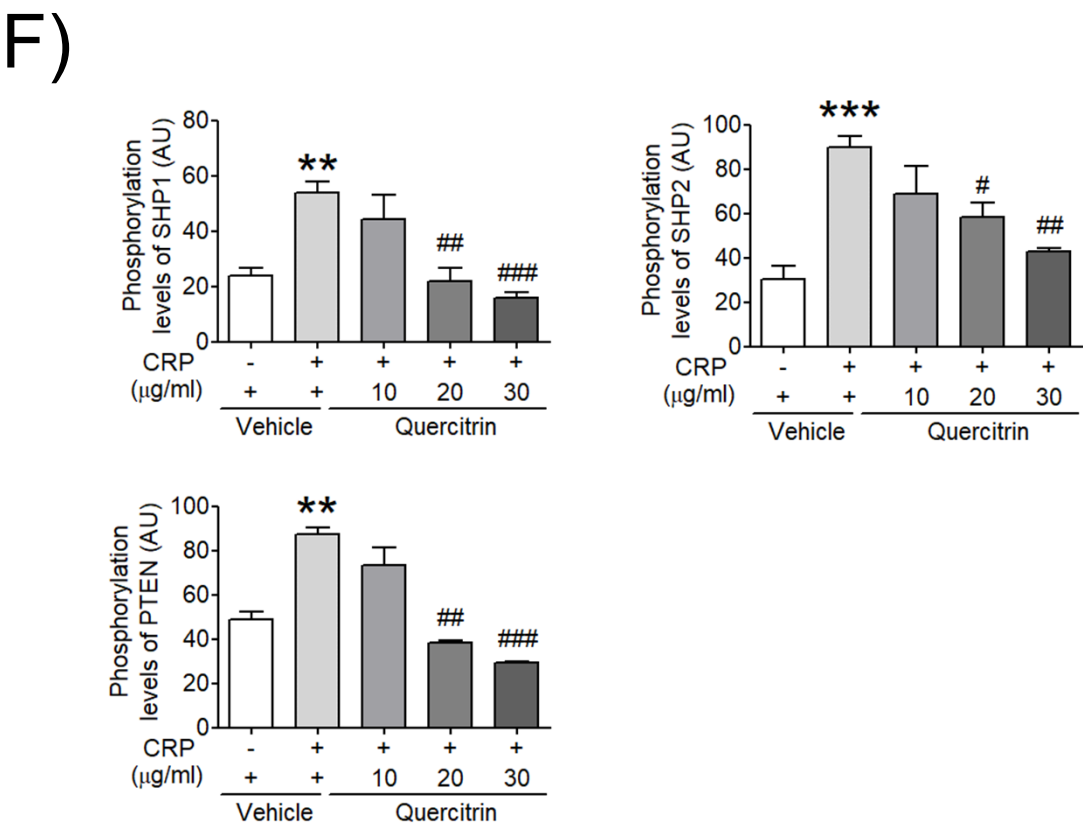 F)
Phosphorylation
levels of SHP1 (AU)
80
60
40
20
0
**
##
###
CRP - + + + +
(μg/ml) + + 10 20 30
Vehicle Quercitrin
Phosphorylation
levels of SHP2 (AU)
100
80
60
40
20
0
***
#
##
CRP - + + + +
(μg/ml) + + 10 20 30
Vehicle Quercitrin
Phosphorylation
levels of PTEN (AU)
100
80
60
40
20
0
**
##
###
CRP - + + + +
(μg/ml) + + 10 20 30
Vehicle Quercitrin